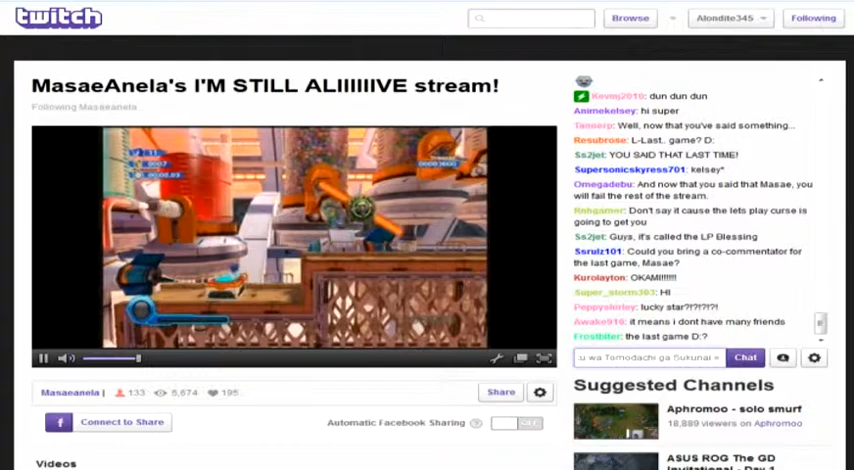 twitch
Browse
Alondite345
Following
MasaeAnela's I'M STILL ALIIIIIIVE stream!
Following Masaeanela
Kevmj2010: dun dun dun
Animekelsey: hi super
Tannerp: Well, now that you've said something...
Resubrose: L-Last.. game? D:
Ss2jet: YOU SAID THAT LAST TIME!
Supersonicskyress701: kelsey*
Omegadebu: And now that you said that Masae, you
will fail the rest of the stream.
Rnhgamer: Don't say it cause the lets play curse is
going to get you
Ss2jet: Guys, it's called the LP Blessing
Ssrulz101: Could you bring a co-commentator for
the last game, Masae?
Kurolayton: OKAMI!!!!!!!
Super_storm303: HI
Peppyshirley: lucky star?!?!?!?!
Awake910: it means i dont have many friends
Frostbiter: the last game D:?
u wa Tomodachi ga Sukunai
Chat
Masaeanela |
133
5,674
195
Share
Connect to Share
Automatic Facebook Sharing
OFF
Suggested Channels
Aphromoo - solo smurf
18,889 viewers on Aphromoo
ASUS ROG The GD
Invitational - Day 1
Videos